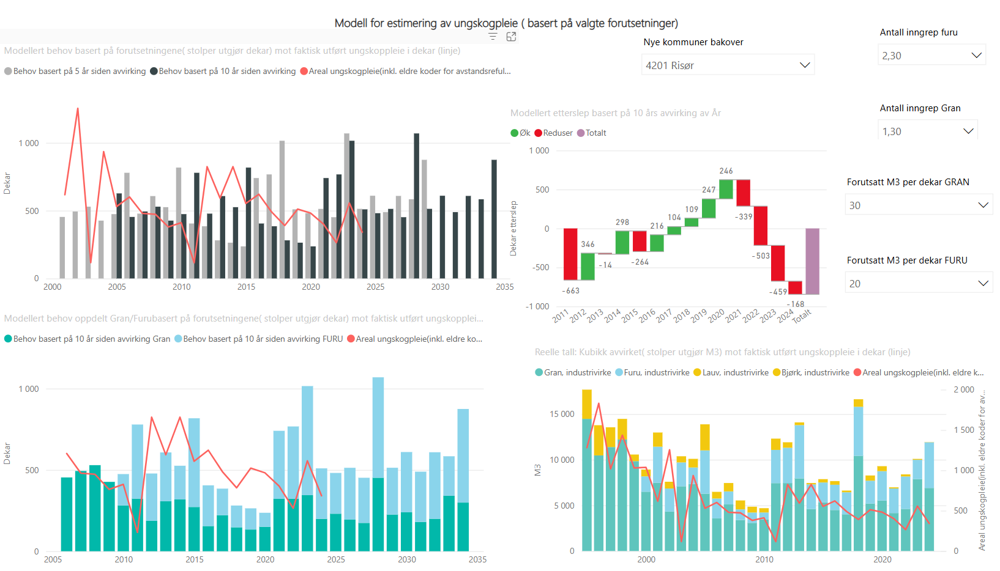 Modell for estimering av ungskogpleie ( basert på valgte forutsetninger)
Modellert behov basert på forutsetningene( stolper utgjør dekar) mot faktisk utført ungskoppleie i dekar (linje)
Behov basert på 5 år siden avvirking Behov basert på 10 år siden avvirking Areal ungskogpleie(inkl. eldre koder for avstandsreful...
Dekar
1 000
500
0
2000 2005 2010 2015 2020 2025 2030 2035
Nye kommuner bakover
4201 Risør
Antall inngrep furu
2,30
Antall inngrep Gran
1,30
Forutsatt M3 per dekar GRAN
30
Forutsatt M3 per dekar FURU
20
Modellert etterslep basert på 10 års avvirking av År
Øk Reduser Totalt
Dekar etterslep
1 000
500
0
-500
-1 000
-663
346
-14
298
-264
216
104
109
247
246
-339
-503
-459
-168
2011 2012 2013 2014 2015 2016 2017 2018 2019 2020 2021 2022 2023 2024 Totalt
Modellert behov oppdelt Gran/Furubasert på forutsetningene( stolper utgjør dekar) mot faktisk utført ungskopplei...
Behov basert på 10 år siden avvirking Gran Behov basert på 10 år siden avvirking FURU Areal ungskogpleie(inkl. eldre ko...
Dekar
1 000
500
0
2005 2010 2015 2020 2025 2030 2035
Reelle tall: Kubikk avvirket( stolper utgjør M3) mot faktisk utført ungskoppleie i dekar (linje)
Gran, industrivirke Furu, industrivirke Lauv, industrivirke Bjørk, industrivirke Areal ungskogpleie(inkl. eldre k...
M3
15 000
10 000
5 000
0
2000 2010 2020
2 000
1 500
1 000
500
0
Areal ungskogpleie(inkl. eldre koder for av...